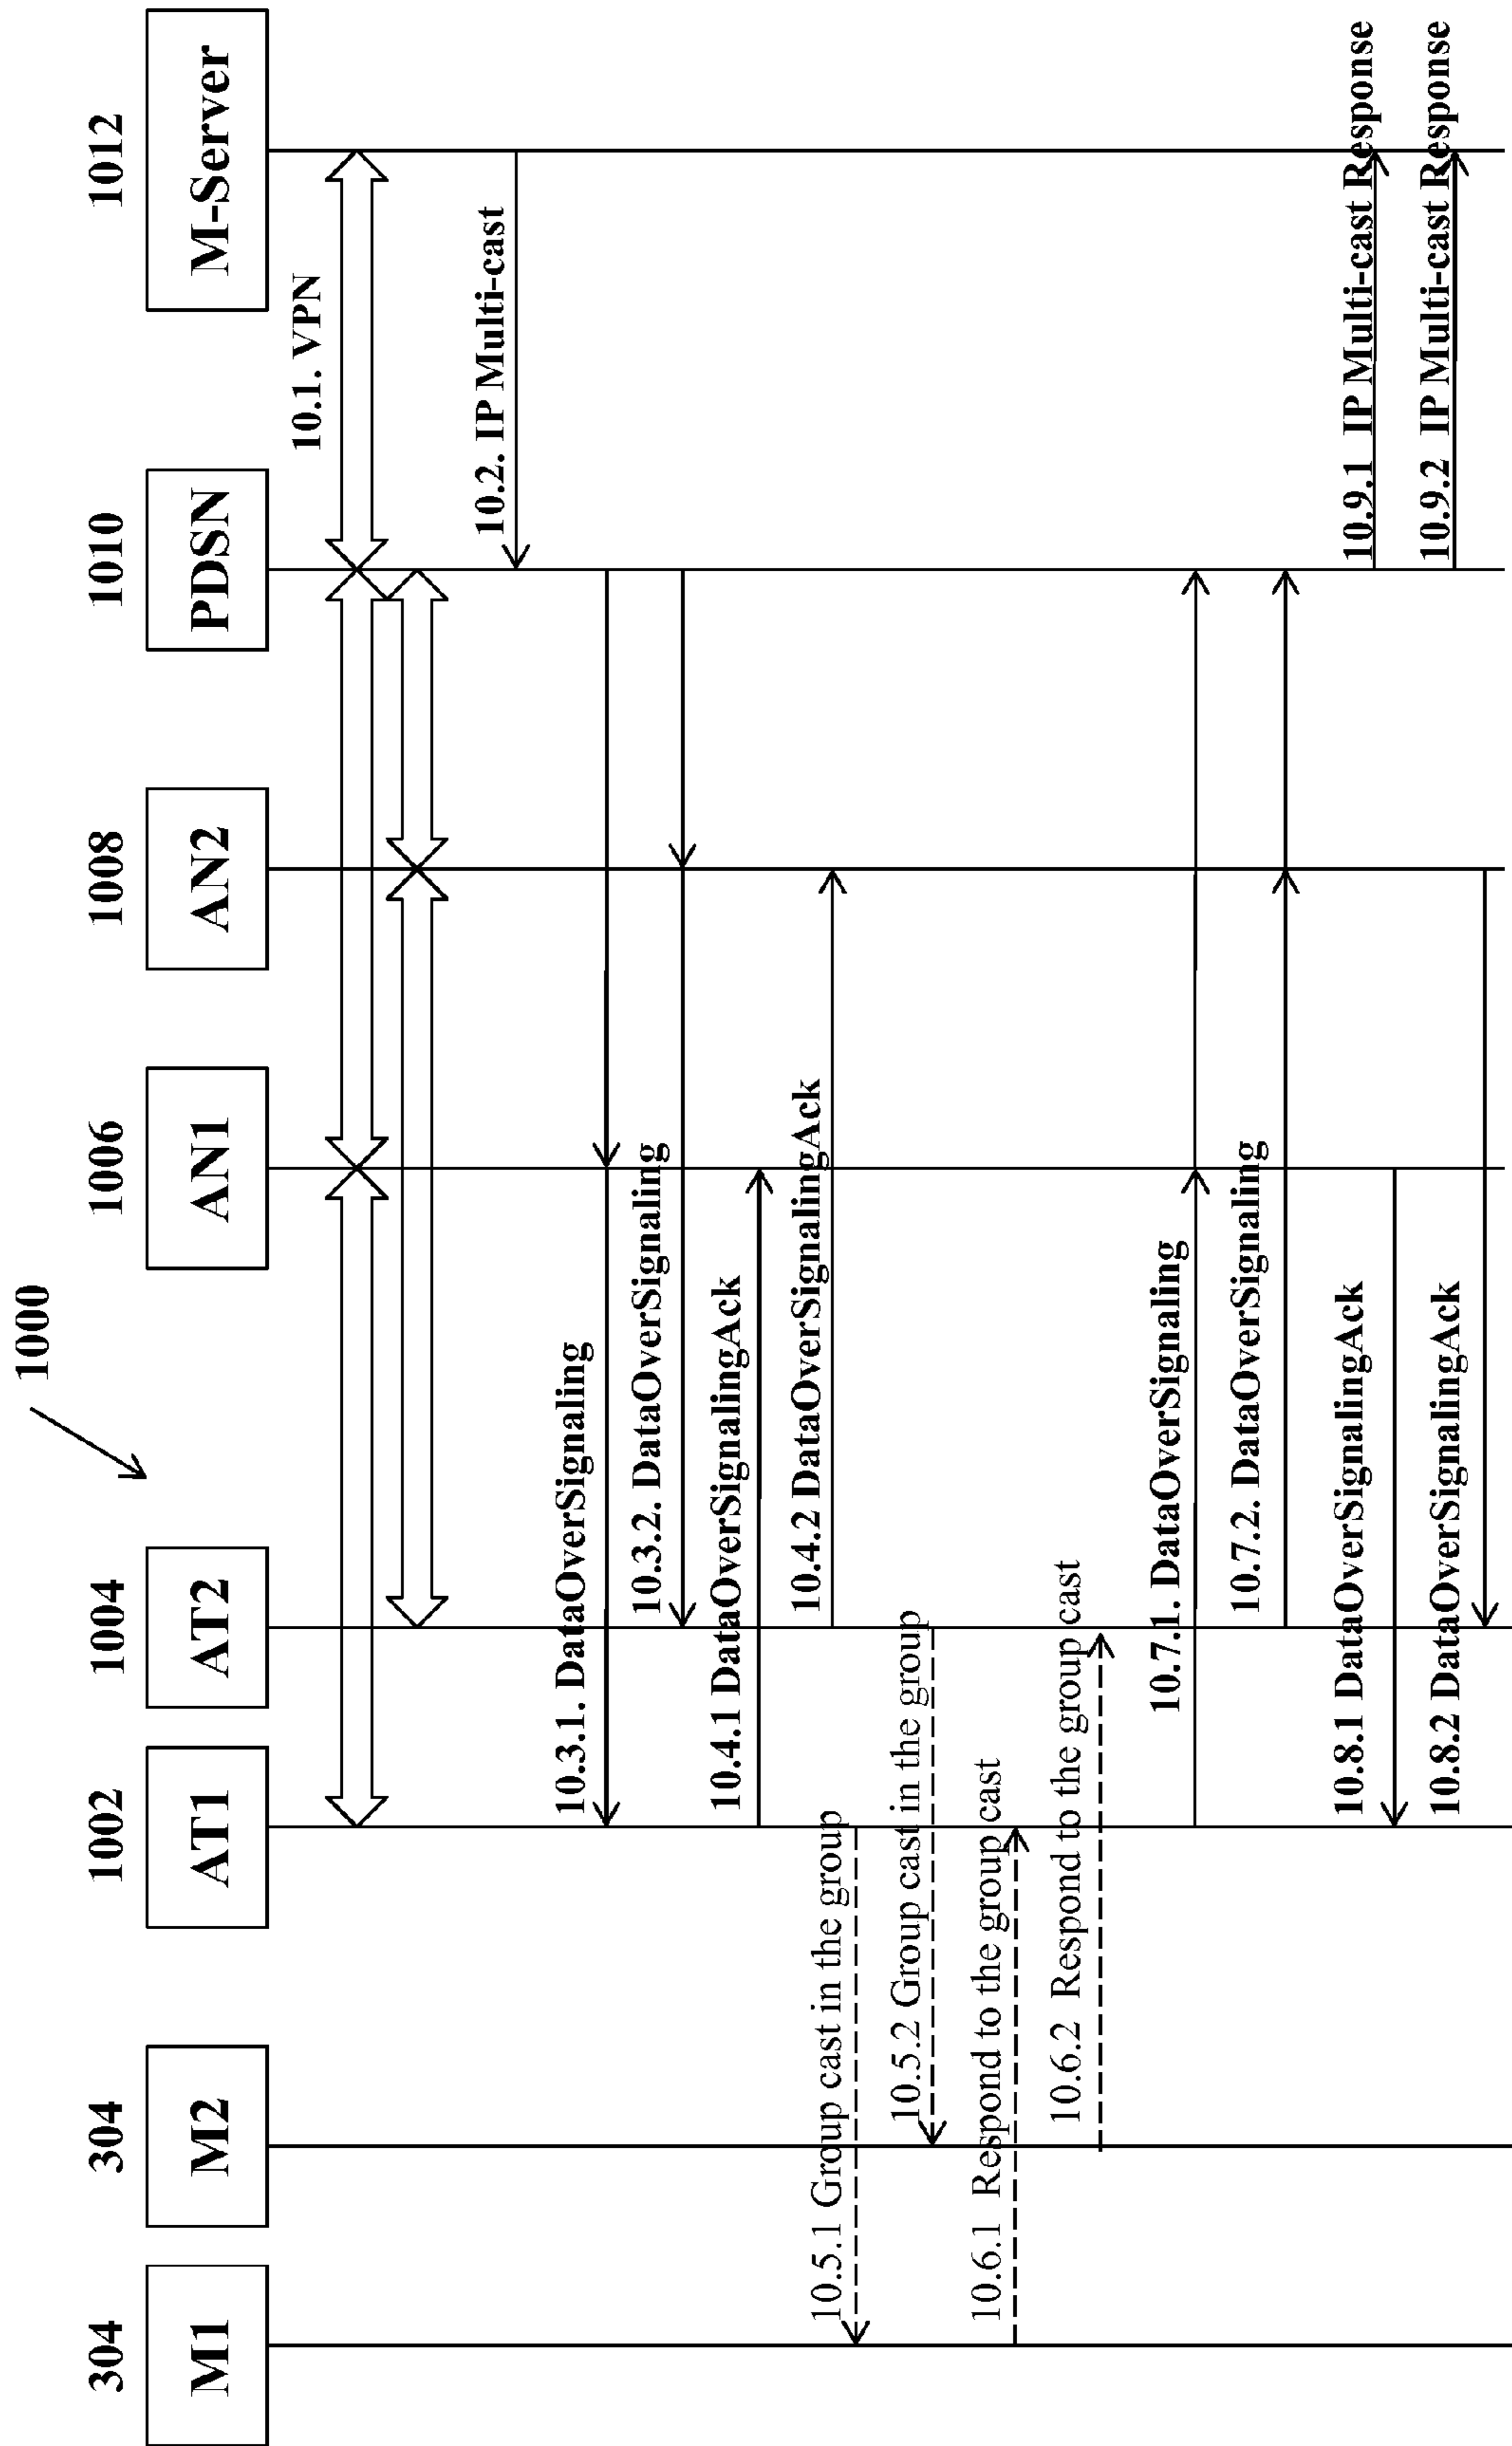 1000
304
304
1002
1004
1006
1008
1010
1012
M1
M2
AT1
AT2
AN1
AN2
PDSN
M-Server
10.1. VPN
10.2. IP Multi-cast
10.3.1. DataOverSignaling
10.3.2. DataOverSignaling
10.4.1 DataOverSignalingAck
10.4.2 DataOverSignalingAck
10.5.1 Group cast in the group
10.5.2 Group cast in the group
10.6.1 Respond to the group cast
10.6.2 Respond to the group cast
10.7.1. DataOverSignaling
10.7.2. DataOverSignaling
10.8.1 DataOverSignalingAck
10.9.1 IP Multi-cast Response
10.8.2 DataOverSignalingAck
10.9.2 IP Multi-cast Response